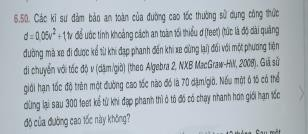 6.50. Các kĩ sư đảm bảo an toàn của đường cao tốc thường sử dụng công thức
d = 0,05v² + 1,1v để ước tính khoảng cách an toàn tối thiểu d (feet) (tức là độ dài quãng
đường mà xe đi được kể từ khi đạp phanh đến khi xe dừng lại) đối với một phương tiện
di chuyển với tốc độ v (dặm/giờ) (theo Algebra 2, NXB MacGraw-Hill, 2008). Giả sử
giới hạn tốc độ trên một đường cao tốc nào đó là 70 dặm/giờ. Nếu một ô tô có thể
dừng lại sau 300 feet kể từ khi đạp phanh thì ô tô đó có chạy nhanh hơn giới hạn tốc
độ của đường cao tốc này không?